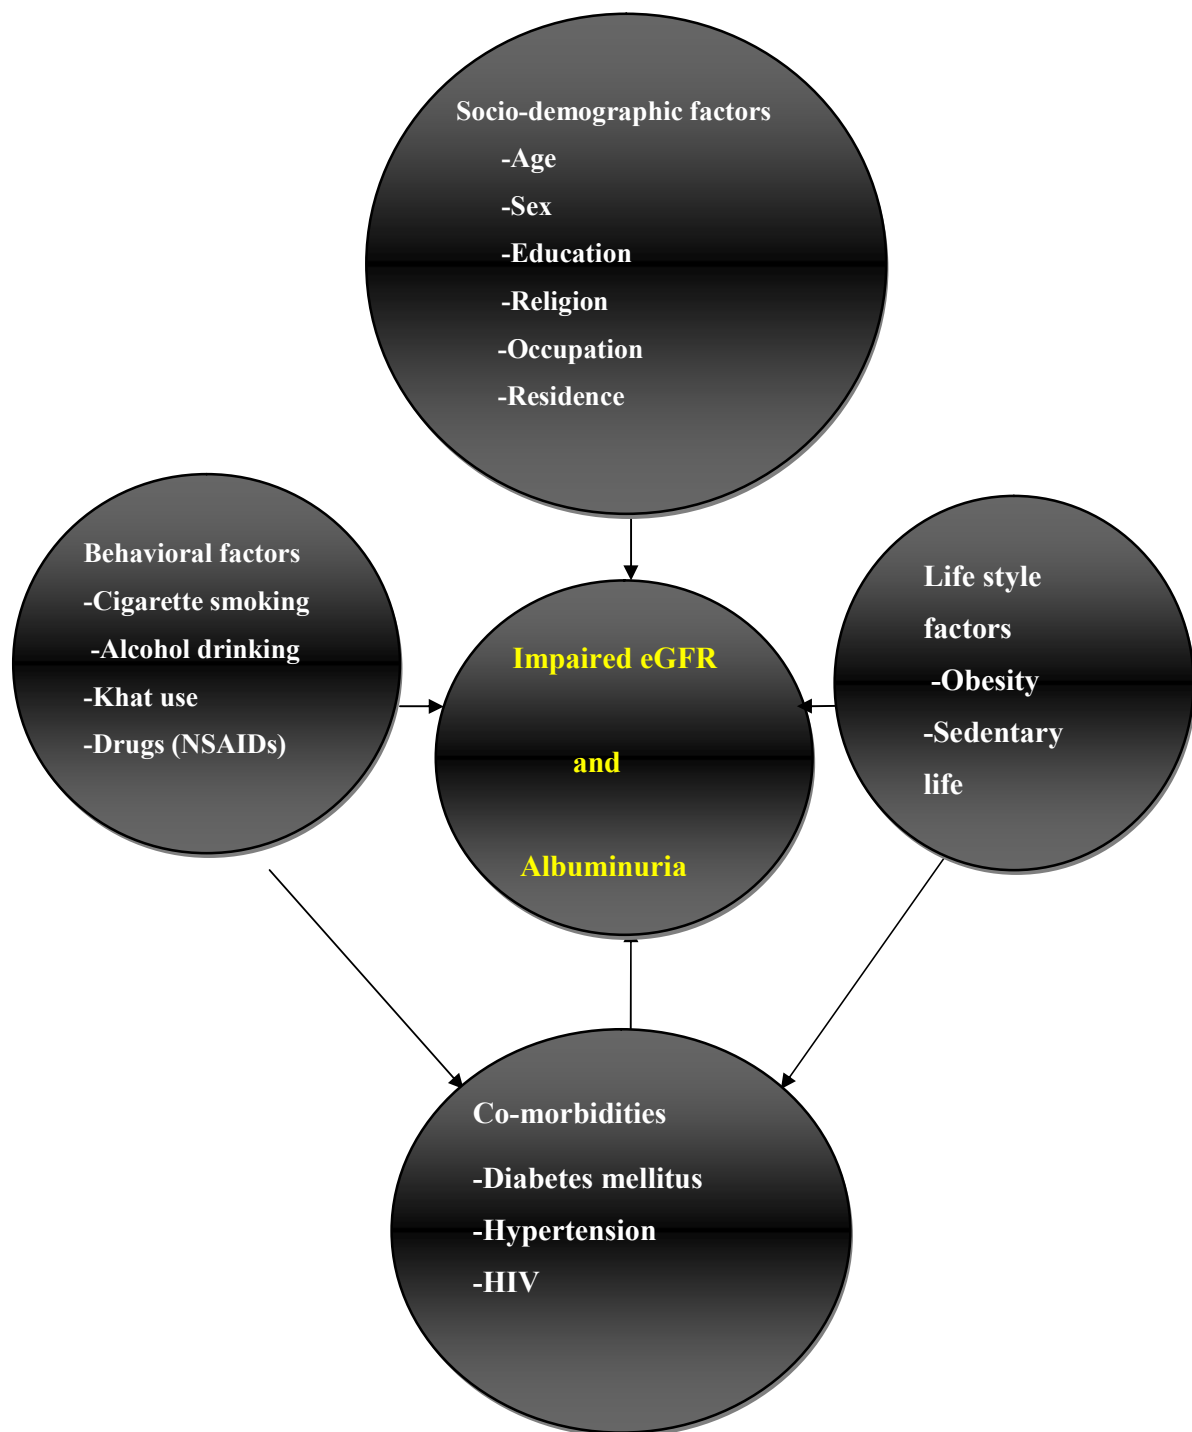 Socio-demographic factors
-Age
-Sex
-Education
-Religion
-Occupation
-Residence
Behavioral factors
-Cigarette smoking
-Alcohol drinking
-Khat use
-Drugs (NSAIDs)
Impaired eGFR
and
Albuminuria
Life style
factors
-Obesity
-Sedentary
life
Co-morbidities
-Diabetes mellitus
-Hypertension
-HIV